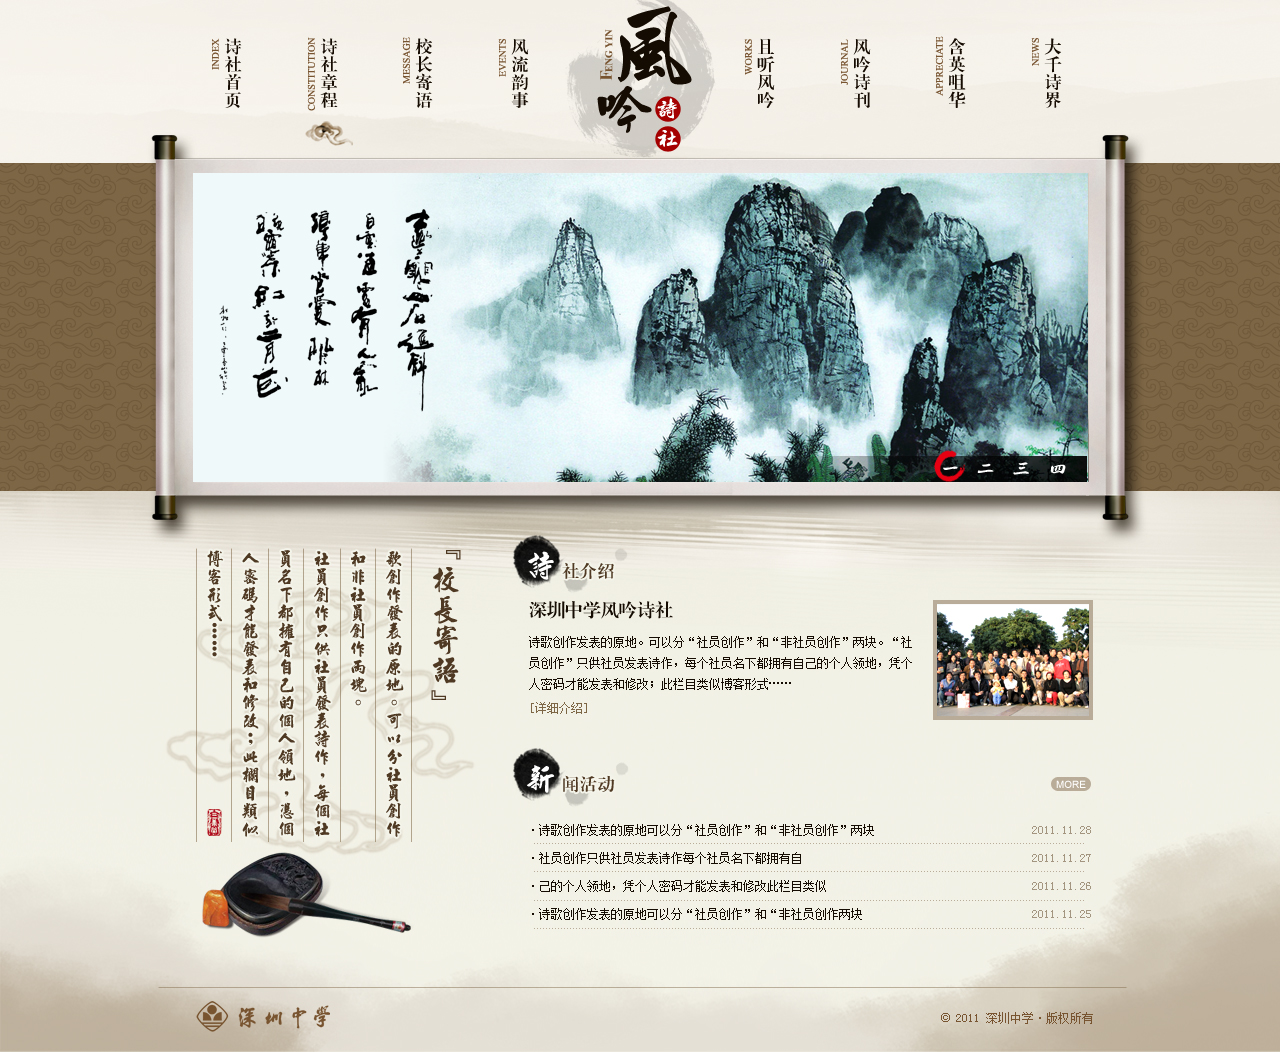 诗社首页
INDEX
诗社章程
CONSTITUTION
校长寄语
MESSAGE
风流韵事
EVENTS
風吟
FENG YIN
詩社
且听风吟
WORKS
风吟诗刊
JOURNAL
含英咀华
APPRECIATE
大千诗界
NEWS
一 二 三 四
『校長寄語』
歌創作發表的原地。可以分社員創作
和非社員創作兩塊。
社員創作只供社員發表詩作，每個社
員名下都擁有自己的個人領地，憑個
人密碼才能發表和修改；此欄目類似
博客形式……
詩社介绍
深圳中学风吟诗社
诗歌创作发表的原地。可以分“社员创作”和“非社员创作”两块。“社
员创作”只供社员发表诗作，每个社员名下都拥有自己的个人领地，凭个
人密码才能发表和修改；此栏目类似博客形式……
[详细介绍]
新闻活动
MORE
·诗歌创作发表的原地可以分“社员创作”和“非社员创作”两块 2011.11.28
·社员创作只供社员发表诗作每个社员名下都拥有自 2011.11.27
·己的个人领地，凭个人密码才能发表和修改此栏目类似 2011.11.26
·诗歌创作发表的原地可以分“社员创作”和“非社员创作两块 2011.11.25
深圳中學
© 2011 深圳中学·版权所有